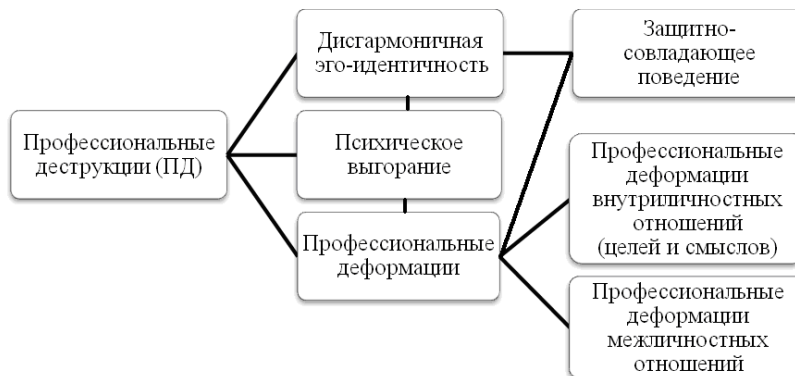 Профессиональные
деструкции (ПД)
Дисгармоничная
эго-идентичность
Психическое
выгорание
Профессиональные
деформации
Защитно-
совладающее
поведение
Профессиональные
деформации
внутриличностных
отношений
(целей и смыслов)
Профессиональные
деформации
межличностных
отношений